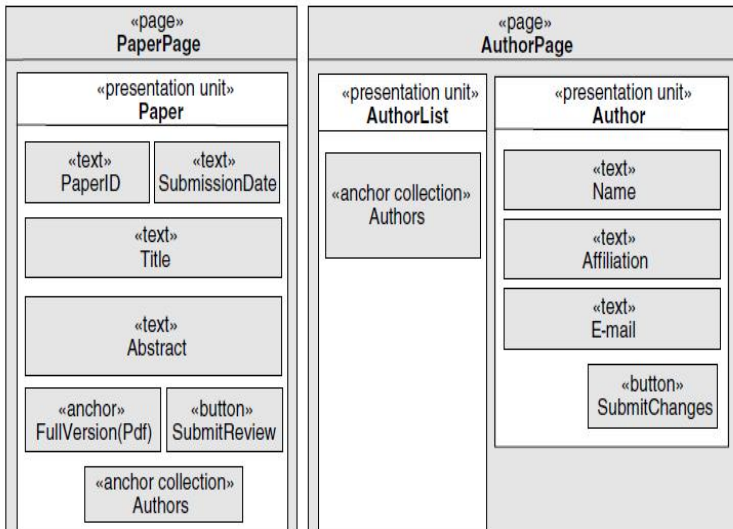 «page»
PaperPage
«presentation unit»
Paper
«text»
PaperID
«text»
SubmissionDate
«text»
Title
«text»
Abstract
«anchor»
FullVersion(Pdf)
«button»
SubmitReview
«anchor collection»
Authors
«page»
AuthorPage
«presentation unit»
AuthorList
«anchor collection»
Authors
«presentation unit»
Author
«text»
Name
«text»
Affiliation
«text»
E-mail
«button»
SubmitChanges